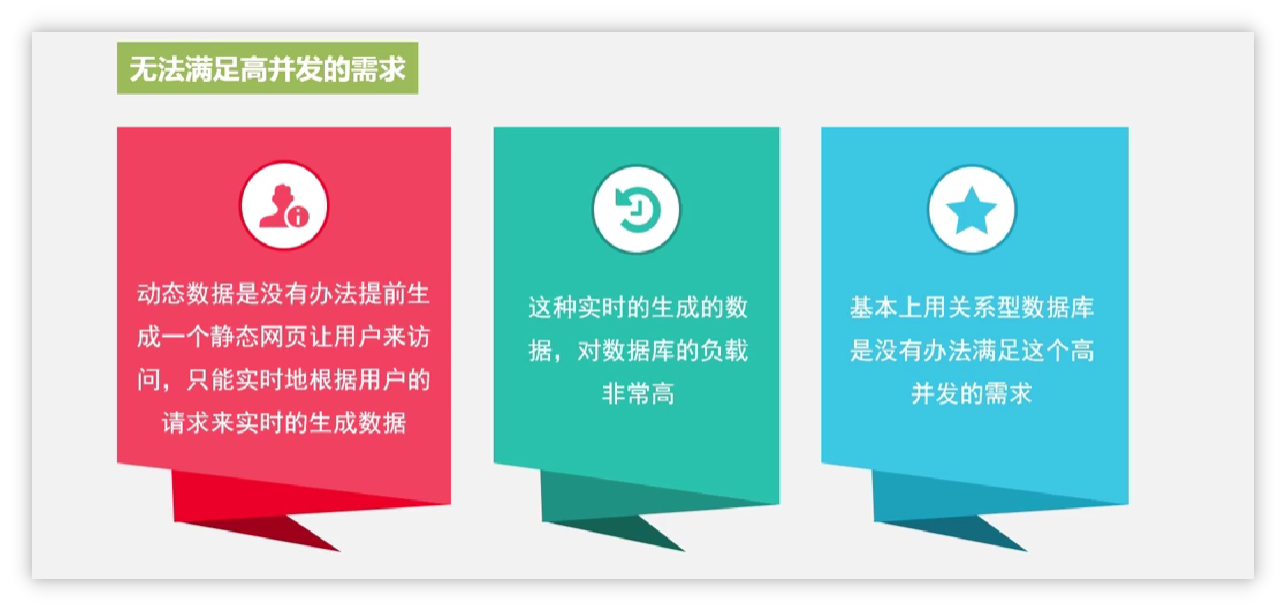 无法满足高并发的需求
动态数据是没有办法提前生
成一个静态网页让用户来访
问，只能实时地根据用户的
请求来实时的生成数据
这种实时的生成的数
据，对数据库的负载
非常高
基本上用关系型数据库
是没有办法满足这个高
并发的需求